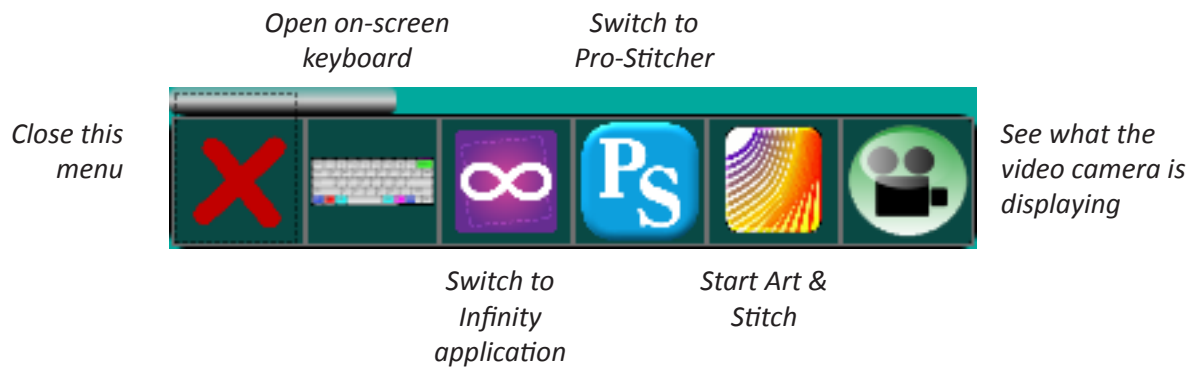 Open on-screen
keyboard
Switch to
Pro-Stitcher
Close this
menu
PS
See what the
video camera is
displaying
Switch to
Infinity
application
Start Art &
Stitch